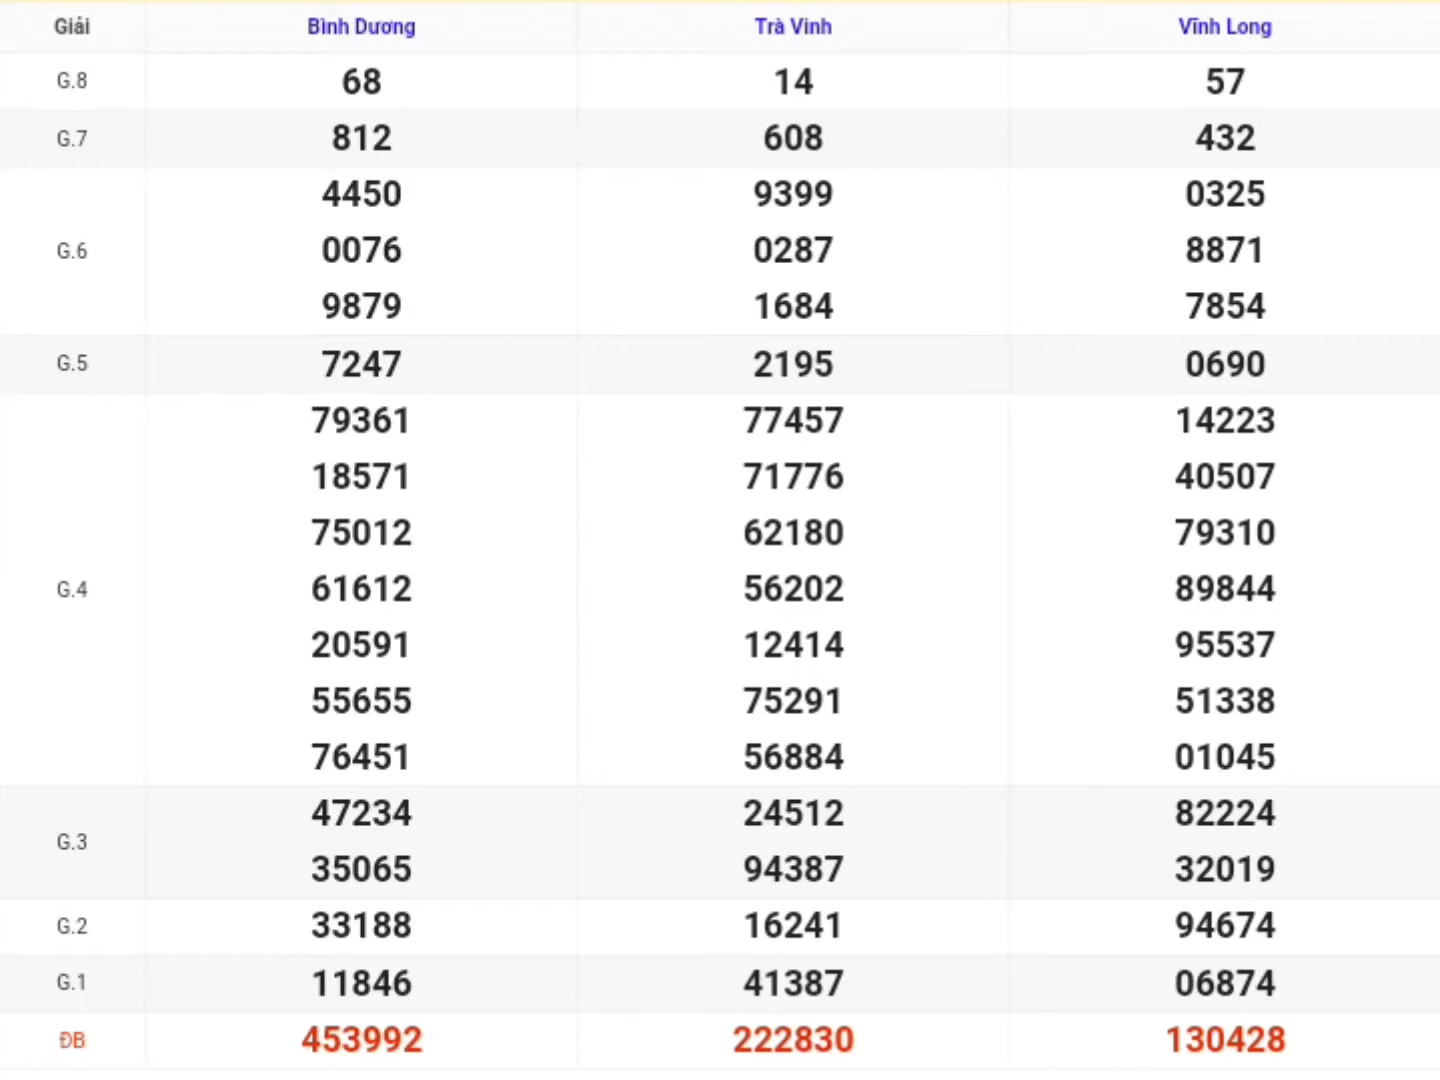 Giải Bình Dương Trà Vinh Vĩnh Long
G.8 68 14 57
G.7 812 608 432
4450 9399 0325
G.6 0076 0287 8871
9879 1684 7854
G.5 7247 2195 0690
79361 77457 14223
18571 71776 40507
75012 62180 79310
G.4 61612 56202 89844
20591 12414 95537
55655 75291 51338
76451 56884 01045
G.3 47234 24512 82224
35065 94387 32019
G.2 33188 16241 94674
G.1 11846 41387 06874
ĐB 453992 222830 130428